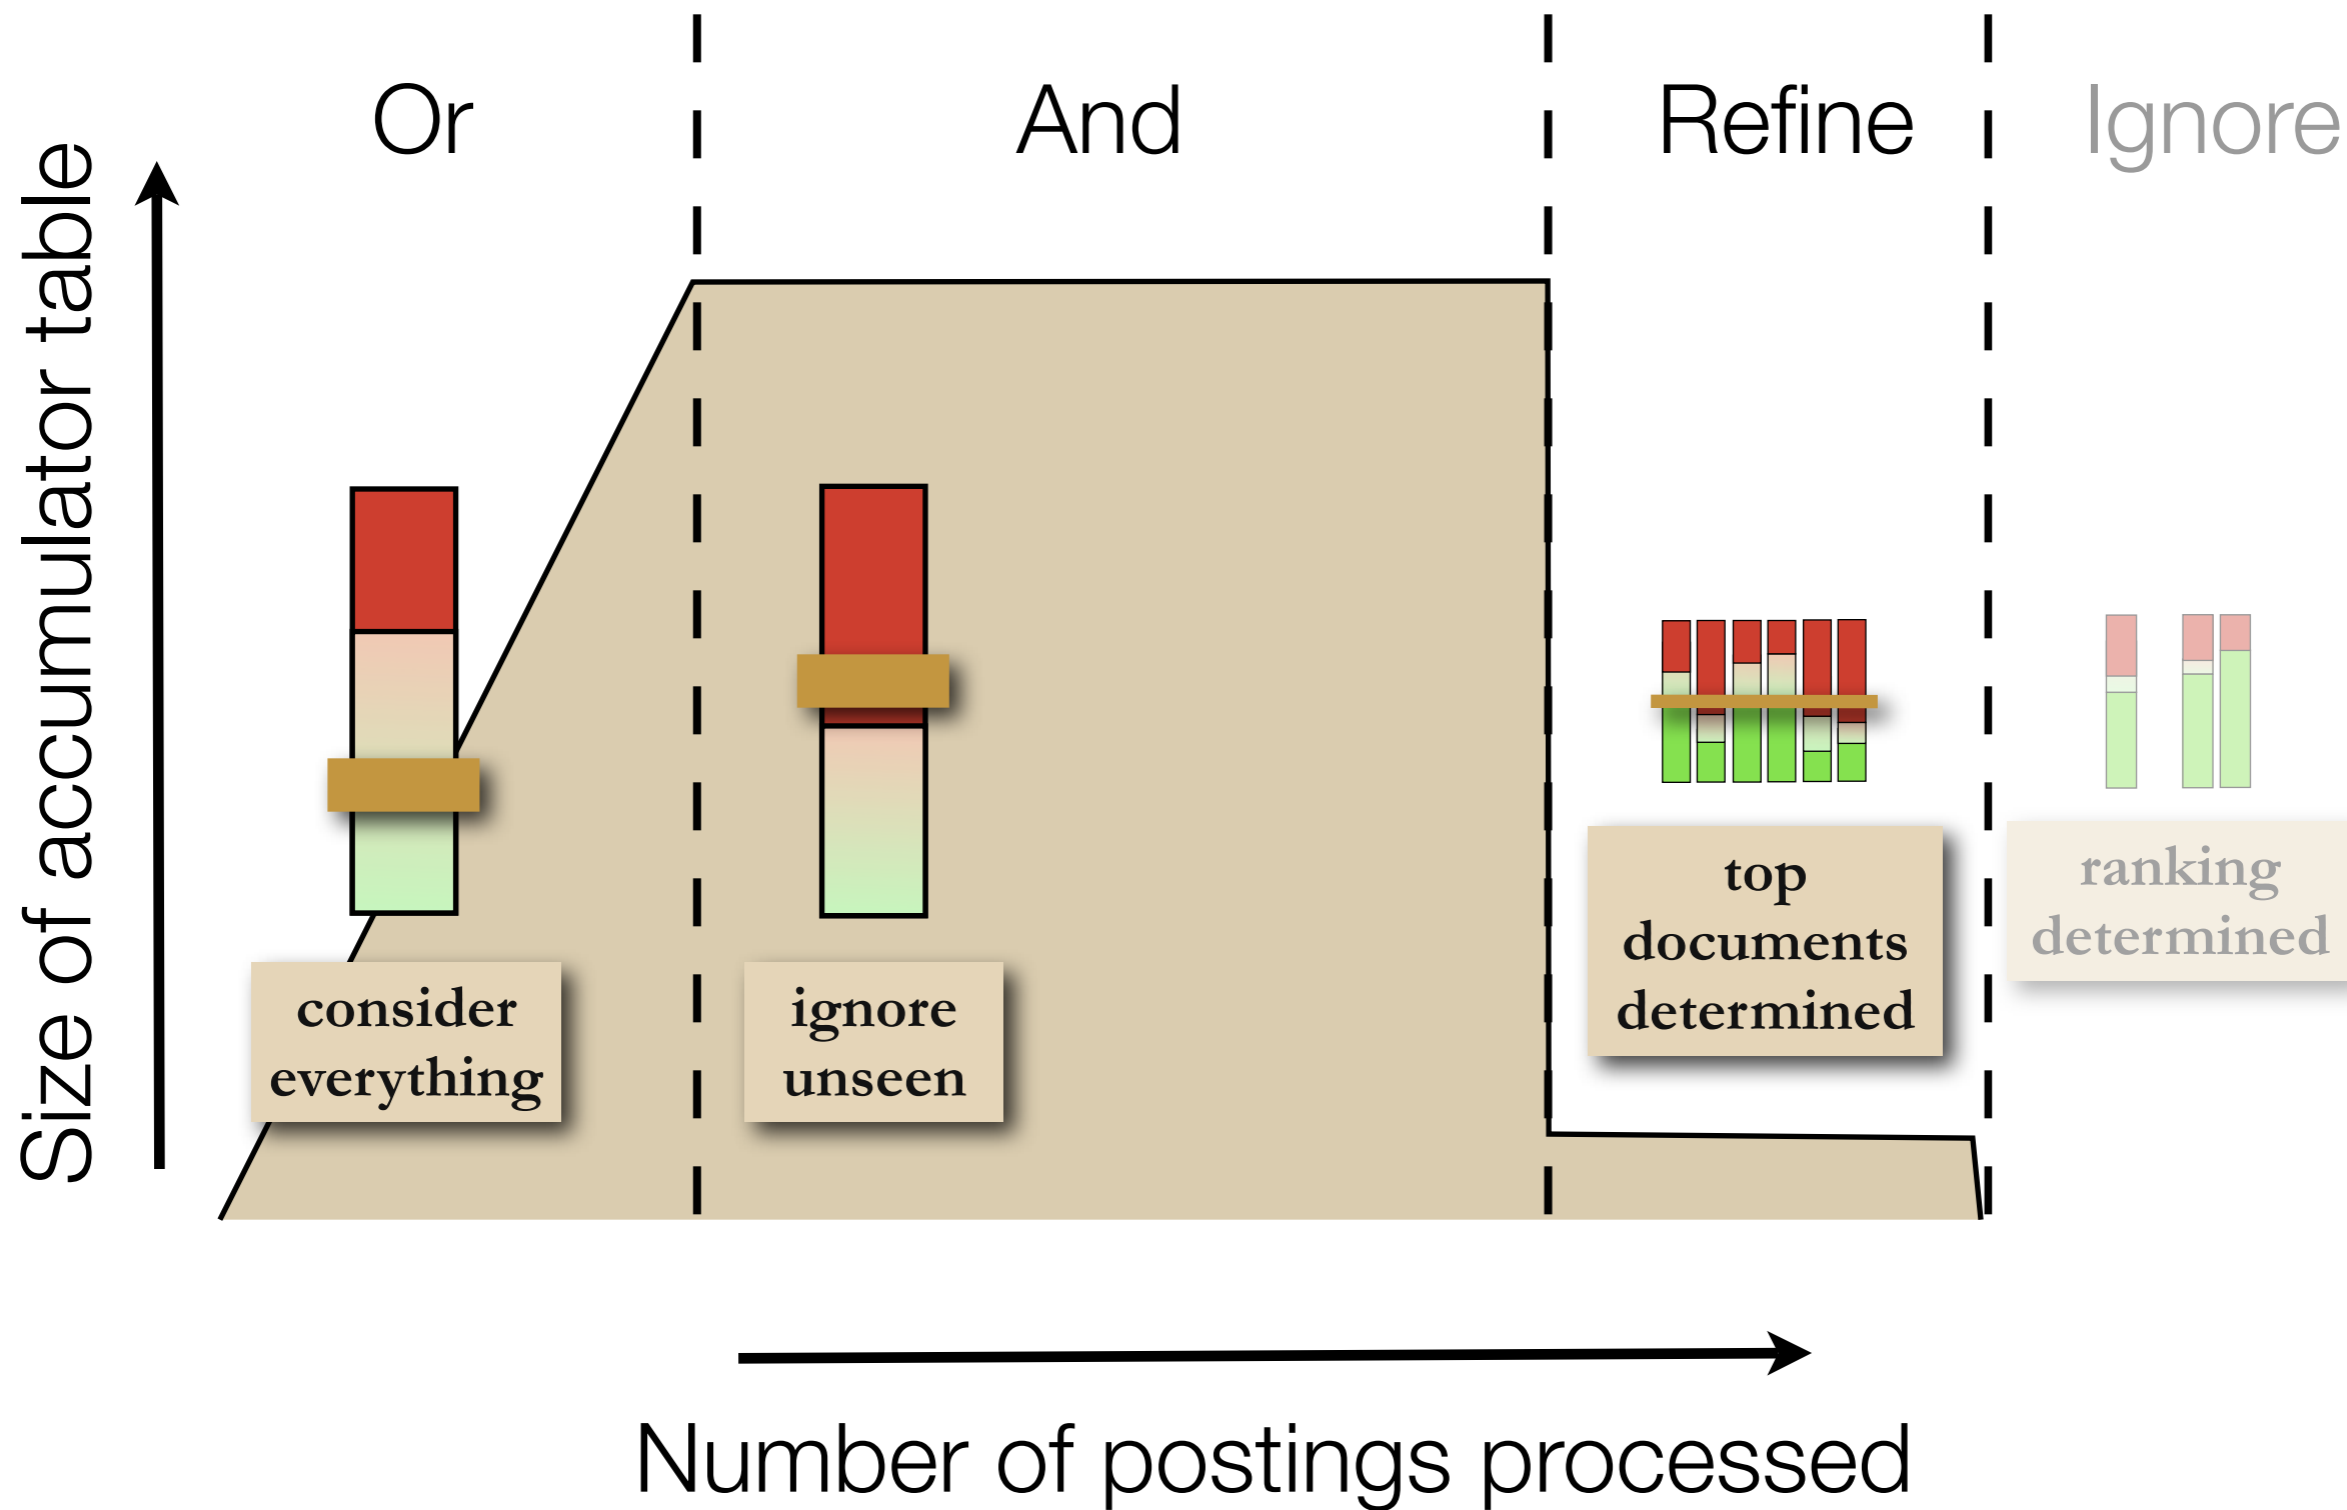 Or
And
Refine
Ignore
Size of accumulator table
consider
everything
ignore
unseen
top
documents
determined
ranking
determined
Number of postings processed